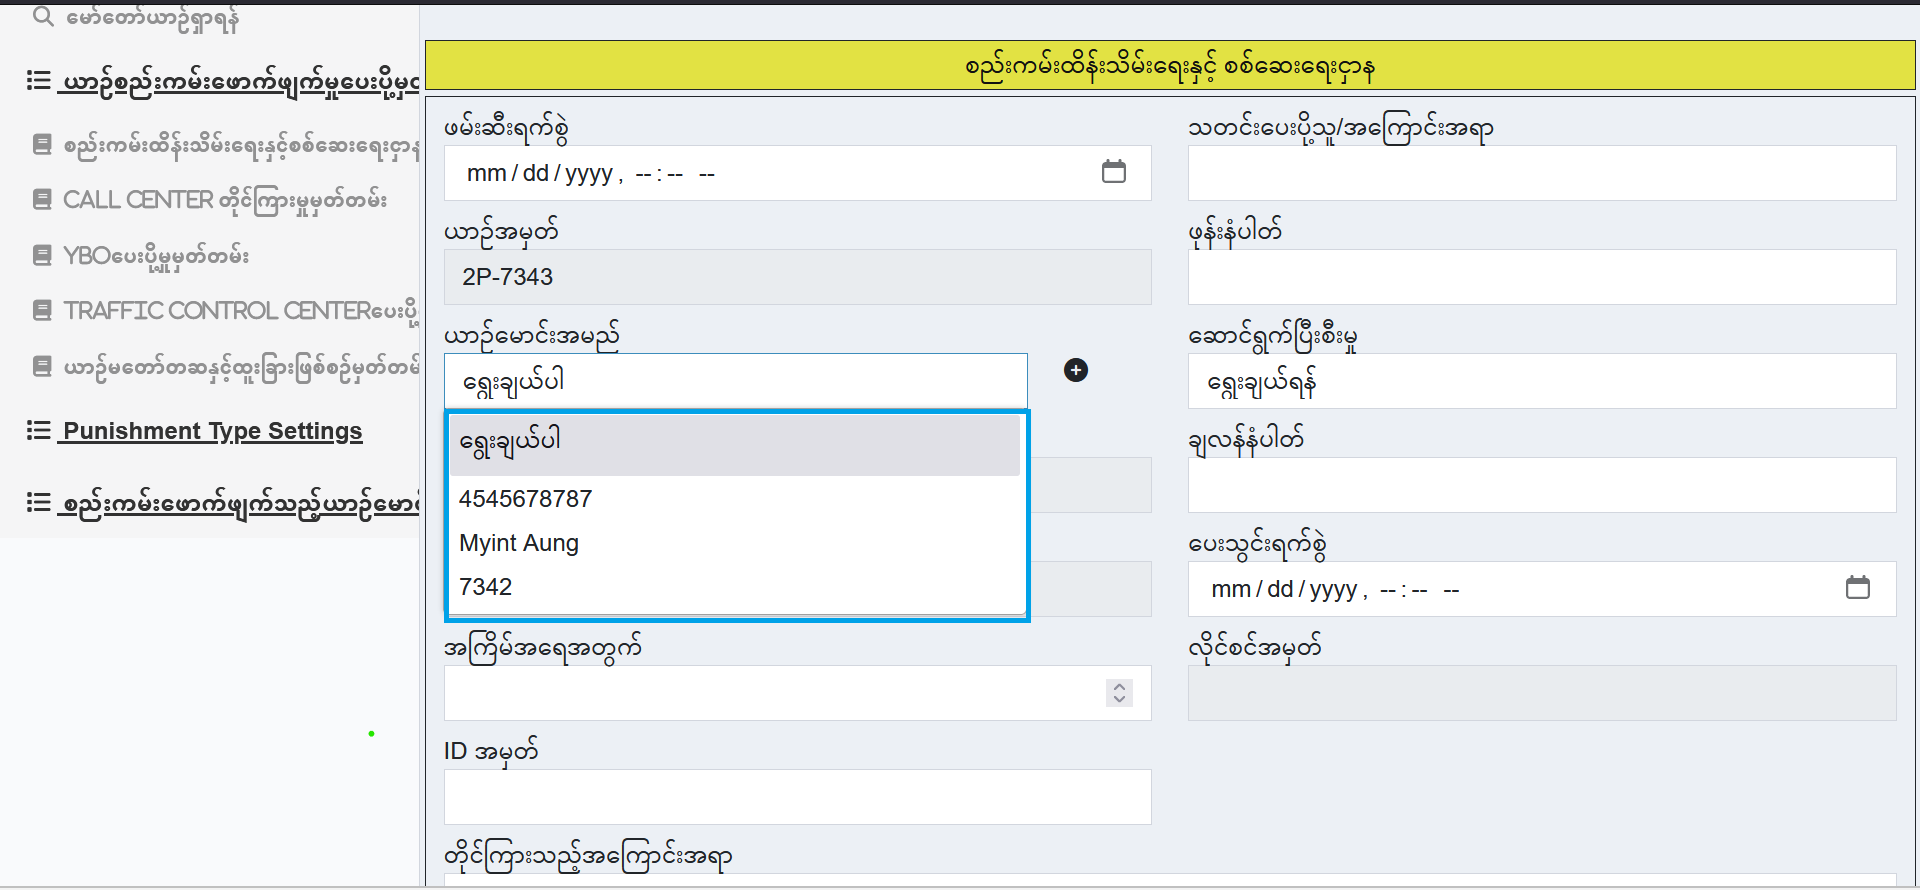 မော်တော်ယာဉ်ရှာရန်
ယာဉ်စည်းကမ်းဖောက်ဖျက်မှုပေးပို့မှ
စည်းကမ်းထိန်းသိမ်းရေးနှင့်စစ်ဆေးရေးဌာန
CALL CENTER တိုင်ကြားမှုမှတ်တမ်း
YBOပေးပို့မှုမှတ်တမ်း
TRAFFIC CONTROL CENTERပေးပို့
ယာဉ်မတော်တဆနှင့်ထူးခြားဖြစ်စဉ်မှတ်တမ်
Punishment Type Settings
စည်းကမ်းဖောက်ဖျက်သည့်ယာဉ်မော
စည်းကမ်းထိန်းသိမ်းရေးနှင့် စစ်ဆေးရေးဌာန
ဖမ်းဆီးရက်စွဲ
mm/dd/yyyy, --:-- --
ယာဉ်အမှတ်
2P-7343
ယာဉ်မောင်းအမည်
ရွေးချယ်ပါ
ရွေးချယ်ပါ
4545678787
Myint Aung
7342
အကြိမ်အရေအတွက်
ID အမှတ်
တိုင်ကြားသည့်အကြောင်းအရာ
သတင်းပေးပို့သူ/အကြောင်းအရာ
ဖုန်းနံပါတ်
ဆောင်ရွက်ပြီးစီးမှု
ရွေးချယ်ရန်
ချလန်နံပါတ်
ပေးသွင်းရက်စွဲ
mm/dd/yyyy, --:-- --
လိုင်စင်အမှတ်